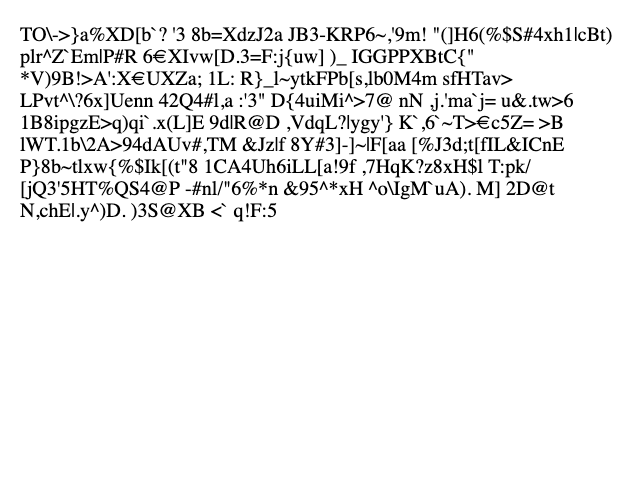 TO\->}a%XD[b`? '3 8b=XdzJ2a JB3-KRP6~,'9m! "(]H6(%$S#4xh1|cBt)
plr^Z`Em|P#R 6€XIvw[D.3=F:j{uw] )_ IGGPPXBtC{"
*V)9B!>A':X€UXZa; 1L: R}_l~ytkFPb[s,lb0M4m sfHTav>
LPvt^\?6x]Uenn 42Q4#l,a :'3" D{4uiMi^>7@ nN ,j.'ma`j= u&.tw>6
1B8ipgzE>q)qi`.x(L]E 9d|R@D ,VdqL?|ygy'} K`,6`~T>€c5Z= >B
lWT.1b\2A>94dAUv#,TM &Jz|f 8Y#3]-]~|F[aa [%J3d;t[fIL&ICnE
P}8b~tlxw{%$Ik[(t"8 1CA4Uh6iLL[a!9f ,7HqK?z8xH$l T:pk/
[jQ3'5HT%QS4@P -#nl/"6%*n &95^*xH ^o\IgM`uA). M] 2D@t
N,chE|.y^)D. )3S@XB <` q!F:5